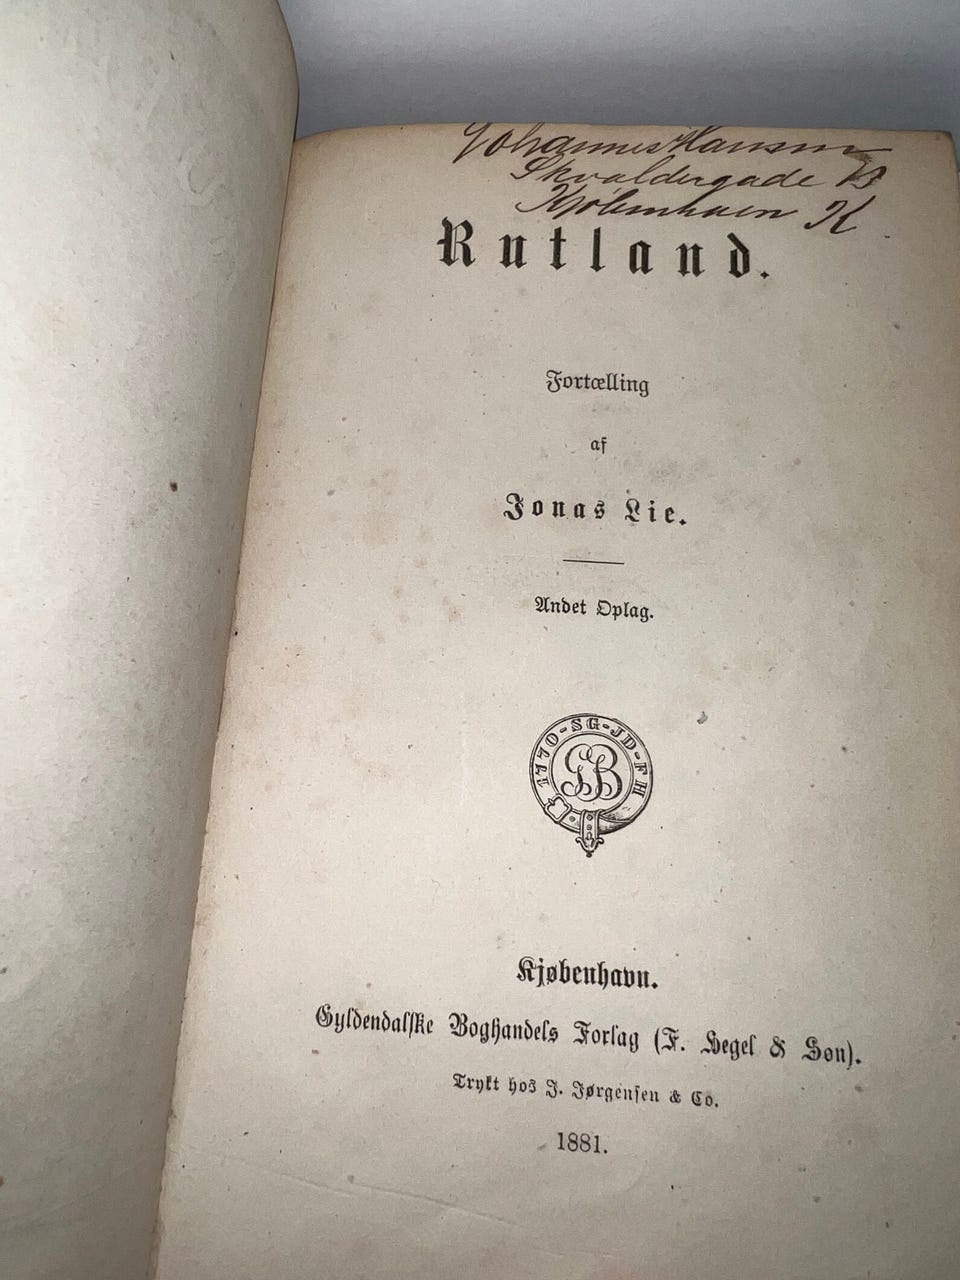 Johannes Hansen
Skvaldergade
Kjøbenhavn K
Rutland.
Fortælling
af
Jonas Lie.
Andet Oplag.
1770-SG-JD-FH
GB
Kjøbenhavn.
Gyldendalske Boghandels Forlag (F. Hegel & Søn).
Trykt hos J. Jørgensen & Co.
1881.